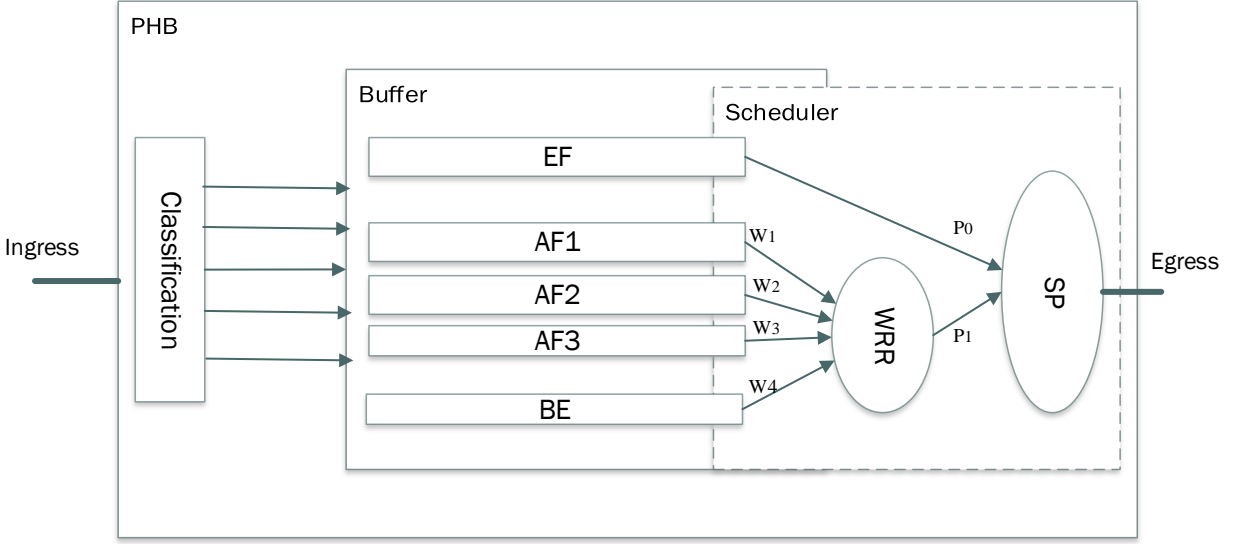 PHB
Buffer
Scheduler
Classification
EF
AF1
AF2
AF3
BE
W1
W2
W3
W4
P0
P1
WRR
SP
Ingress
Egress